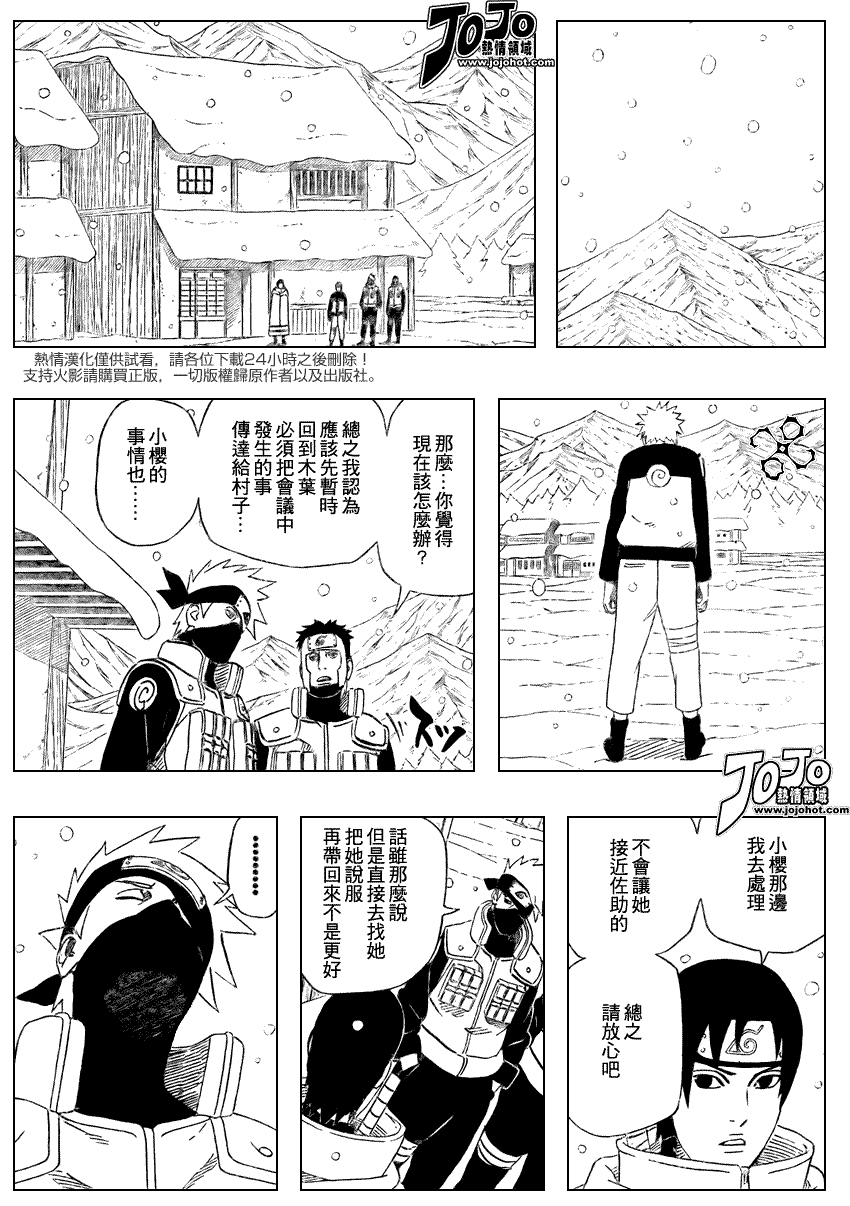 JOJO
熱情領域
www.jojohot.com
熱情漢化僅供試看，請各位下載24小時之後刪除！
支持火影請購買正版，一切版權歸原作者以及出版社。
那麼…你覺得
現在該怎麼辦？
總之我認為
應該先暫時
回到木葉
必須把會議中
發生的事
傳達給村子…
小櫻的
事情也……
スッ
JOJO
熱情領域
www.jojohot.com
小櫻那邊
我去處理
不會讓她
接近佐助的
總之
請放心吧
話雖那麼說
但是直接去找她
把她說服
再帶回來不是更好
………